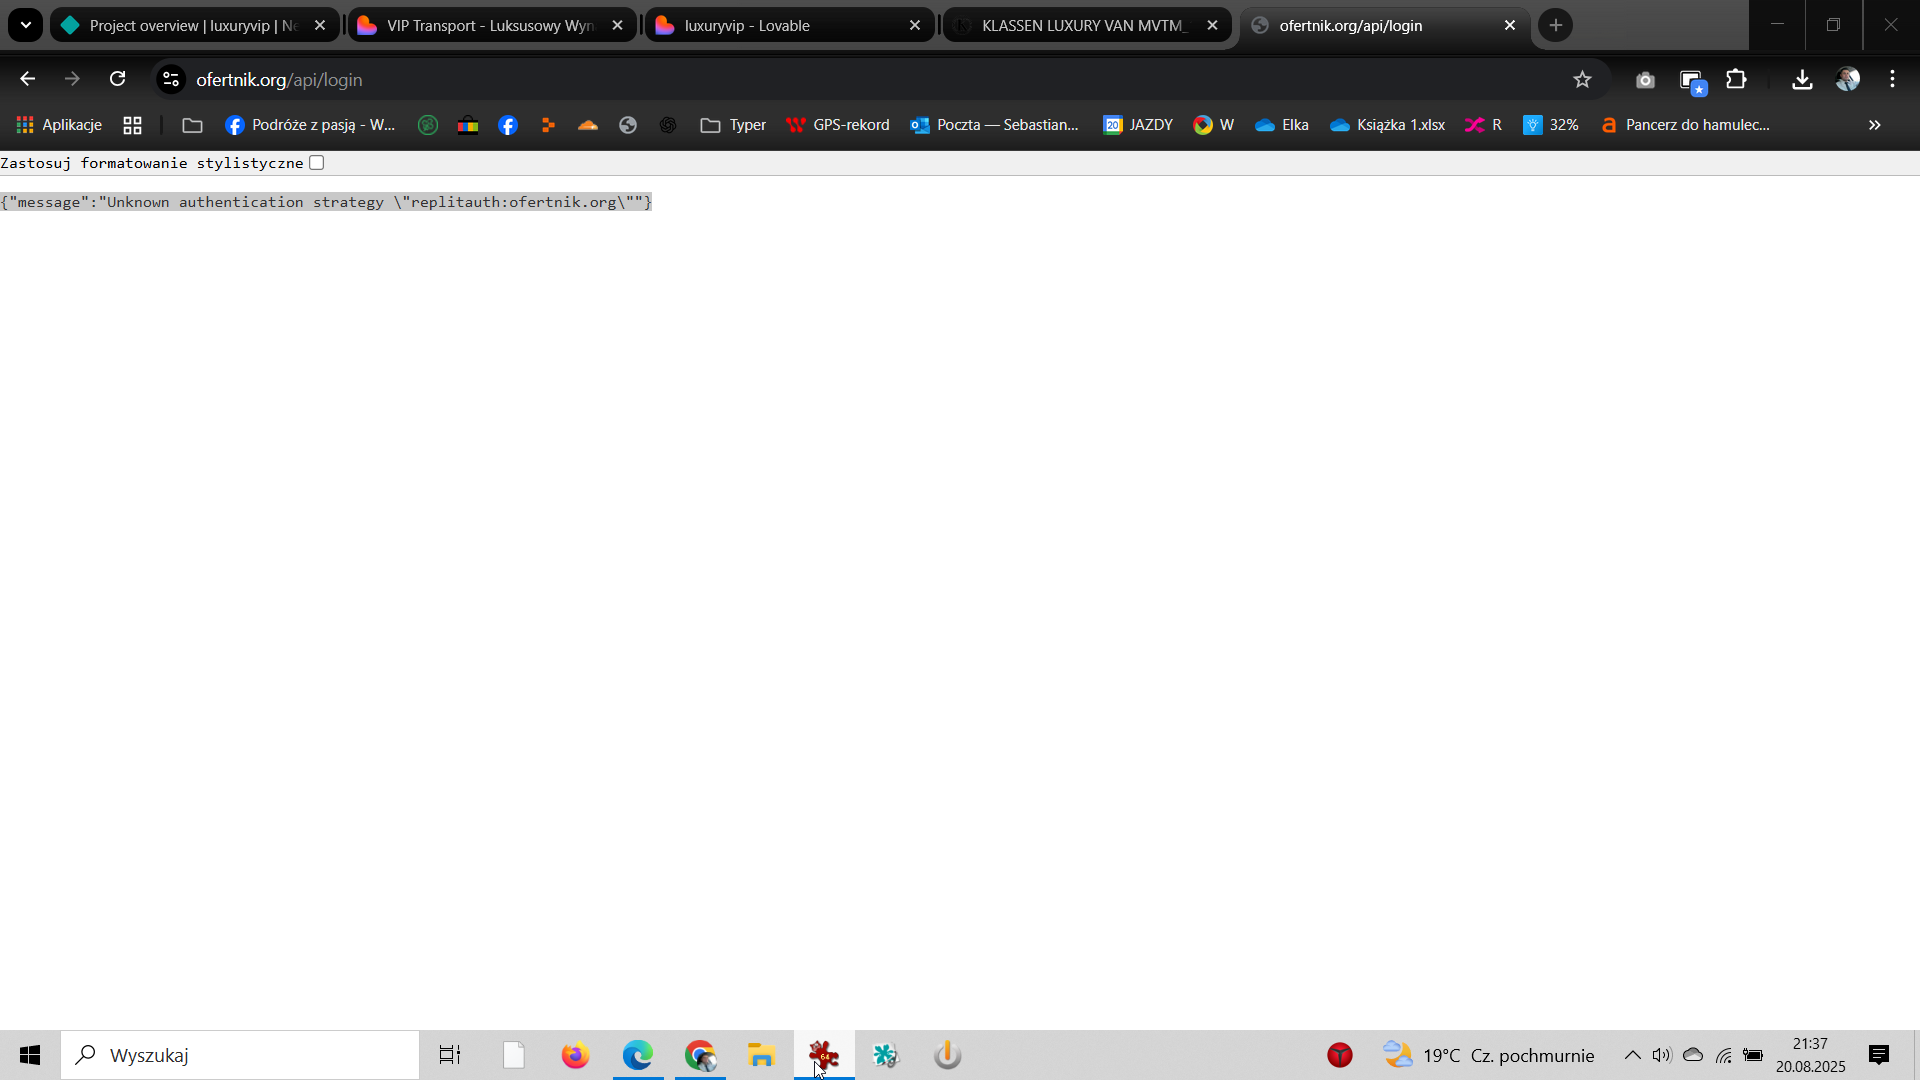 Project overview | luxuryvip | Ne
VIP Transport - Luksusowy Wyn
luxuryvip - Lovable
KLASSEN LUXURY VAN MVTM_
ofertnik.org/api/login
ofertnik.org/api/login
Aplikacje
Podróże z pasją - W...
Typer
GPS-rekord
Poczta — Sebastian...
20
JAZDY
W
Elka
Książka 1.xlsx
R
32%
Pancerz do hamulec...
»
Zastosuj formatowanie stylistyczne
{"message":"Unknown authentication strategy \"replitauth:ofertnik.org\""}
Wyszukaj
64
19°C Cz. pochmurnie
21:37
20.08.2025